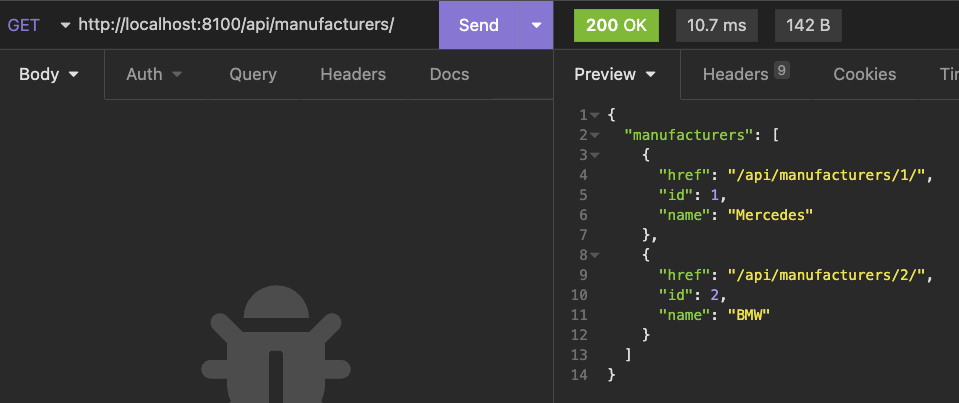 GET http://localhost:8100/api/manufacturers/ Send 200 OK 10.7 ms 142 B
Body Auth Query Headers Docs Preview Headers 9 Cookies
1 {
2 "manufacturers": [
3 {
4 "href": "/api/manufacturers/1/",
5 "id": 1,
6 "name": "Mercedes"
7 },
8 {
9 "href": "/api/manufacturers/2/",
10 "id": 2,
11 "name": "BMW"
12 }
13 ]
14 }